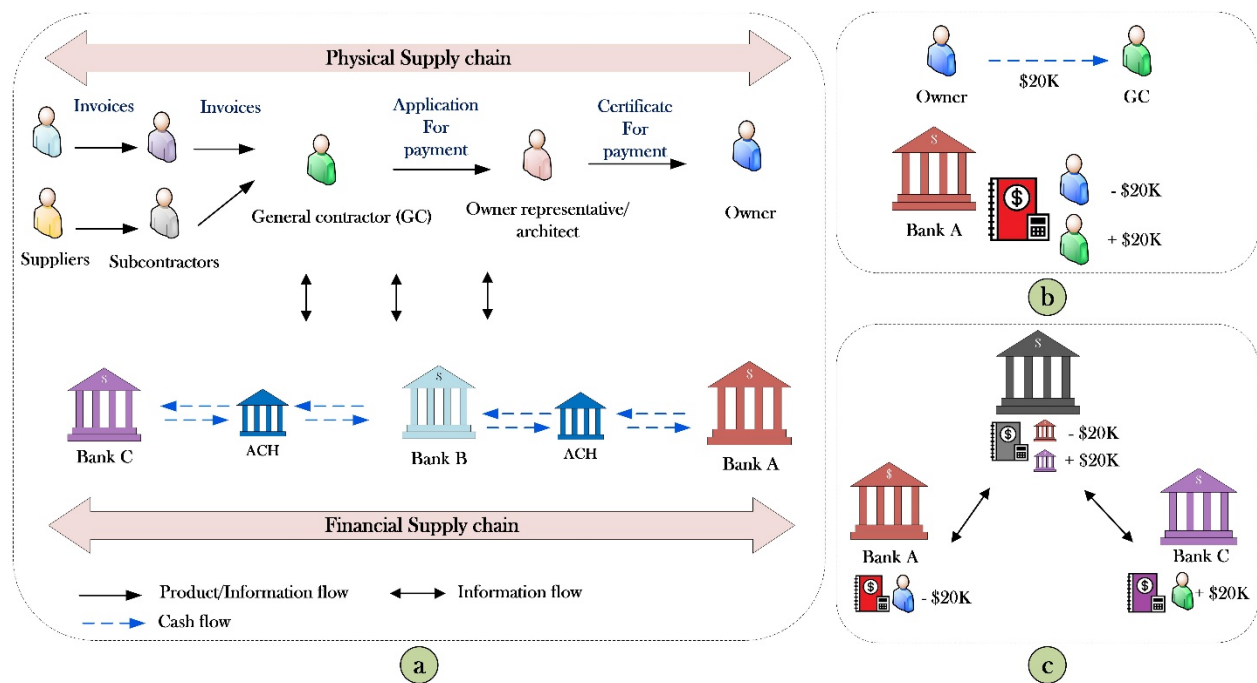 Physical Supply chain
Invoices
Invoices
Application
For
payment
Certificate
For
payment
Suppliers
Subcontractors
General contractor (GC)
Owner representative/
architect
Owner
S
Bank C
ACH
S
Bank B
ACH
S
Bank A
Financial Supply chain
Product/Information flow
Information flow
Cash flow
a
Owner
$20K
GC
S
Bank A
$
- $20K
+ $20K
b
S
$
- $20K
+ $20K
$
Bank A
S
Bank C
$
- $20K
$
+ $20K
c